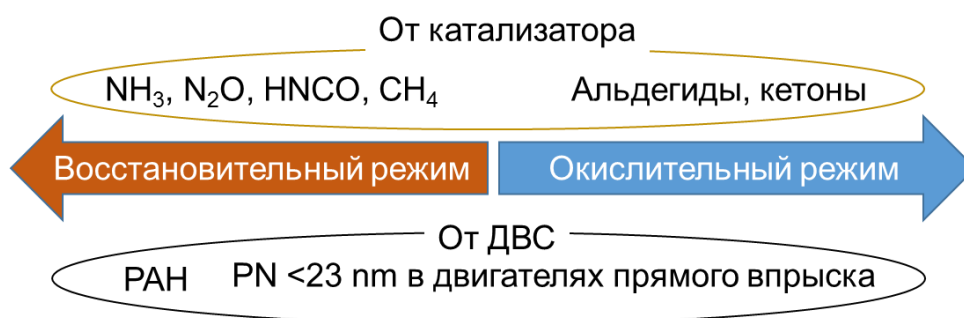 От катализатора
NH₃, N₂O, HNCO, CH₄ Альдегиды, кетоны
Восстановительный режим Окислительный режим
От ДВС
PAH PN <23 nm в двигателях прямого впрыска